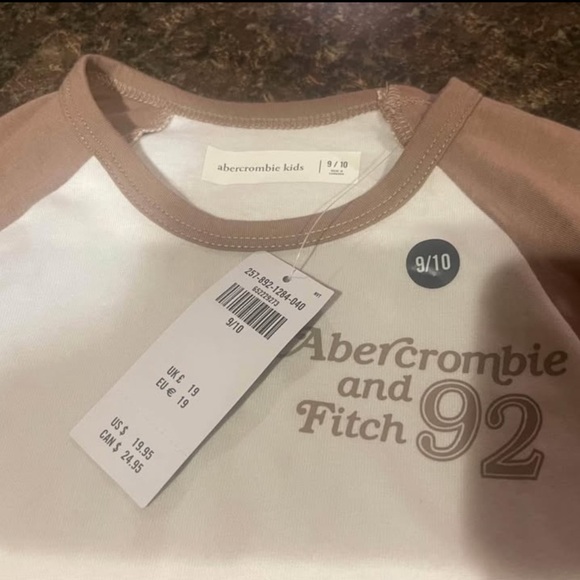 abercrombie kids
9 / 10
9/10
257-892-1284-040
652229273
9/10
UK £ 19
EU € 19
US $ 19.95
CAN $ 24.95
Abercrombie
and
Fitch 92